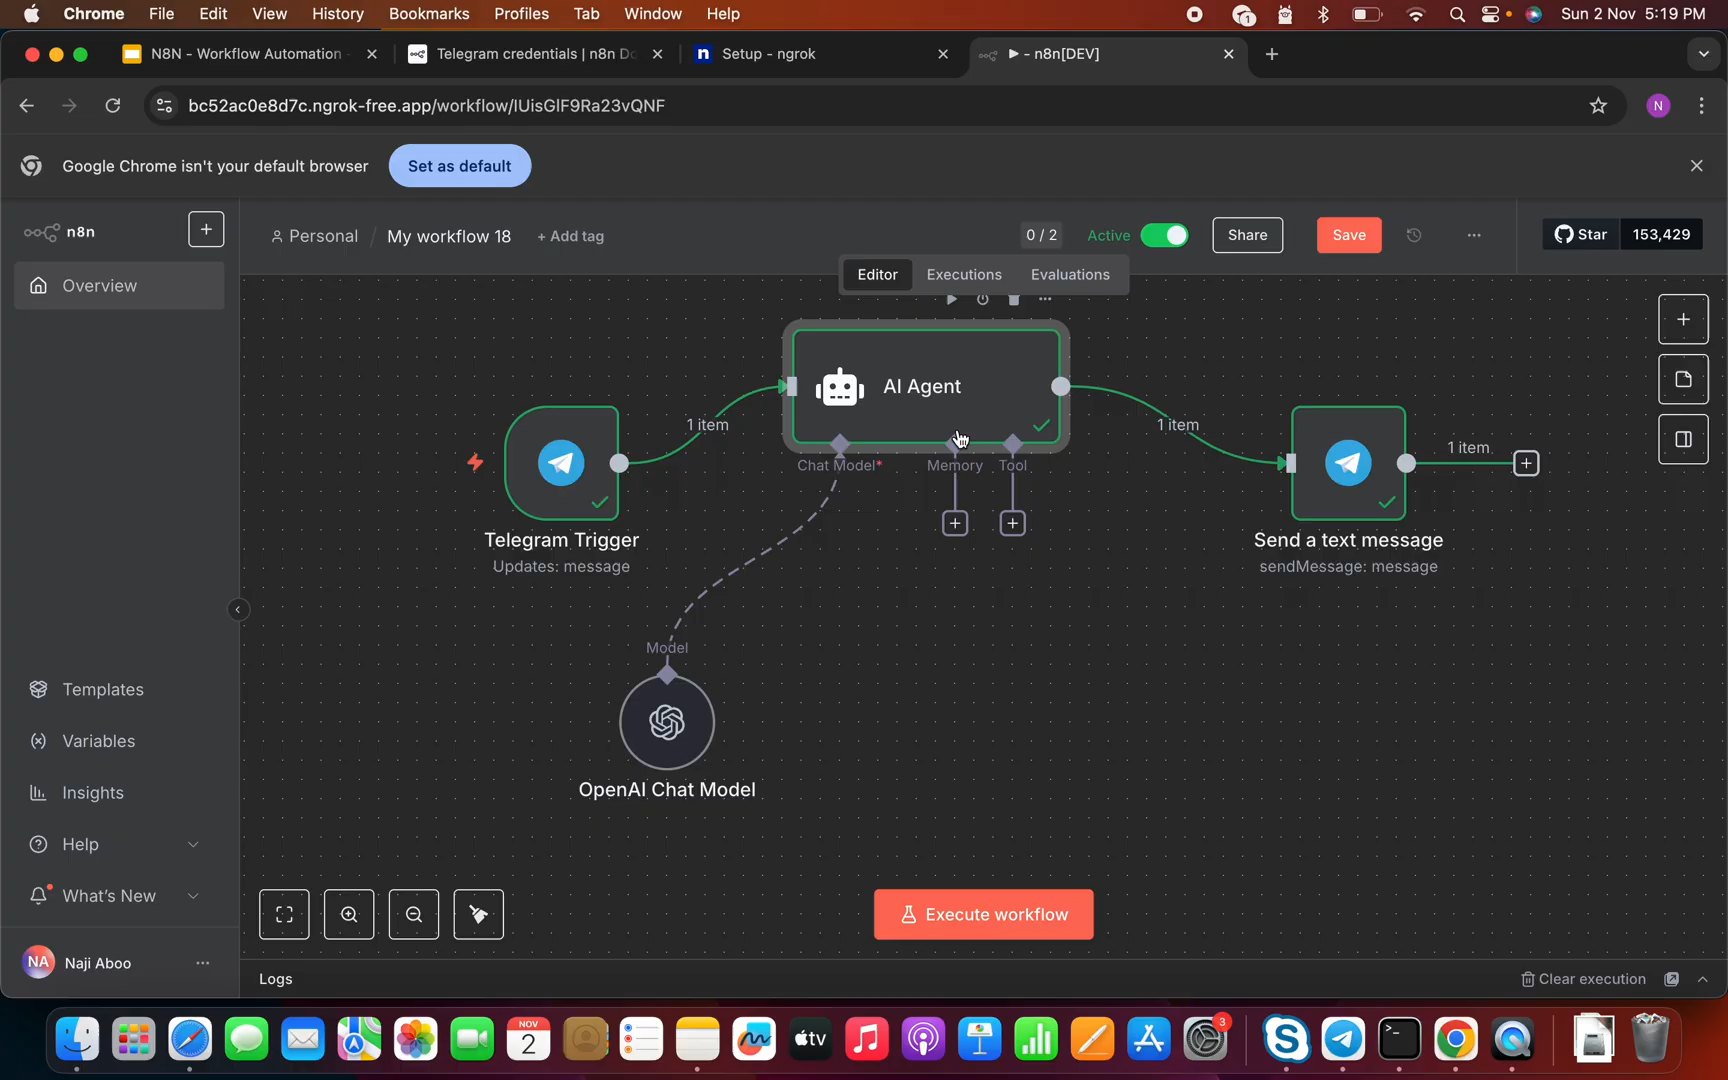 Chrome File Edit View History Bookmarks Profiles Tab Window Help 1 Sun 2 Nov 5:19 PM
N8N - Workflow Automation Telegram credentials | n8n Do n Setup - ngrok - n8n[DEV]
bc52ac0e8d7c.ngrok-free.app/workflow/IUisGIF9Ra23vQNF N
Google Chrome isn't your default browser Set as default
n8n Personal / My workflow 18 + Add tag 0 / 2 Active Share Save Star 153,429
Overview
Editor Executions Evaluations
AI Agent
1 item
1 item
1 item
Chat Model* Memory Tool
Telegram Trigger
Updates: message
Send a text message
sendMessage: message
Model
OpenAI Chat Model
Templates
Variables
Insights
Help
What's New
Execute workflow
NA Naji Aboo
Logs Clear execution
NOV
2
tv
3